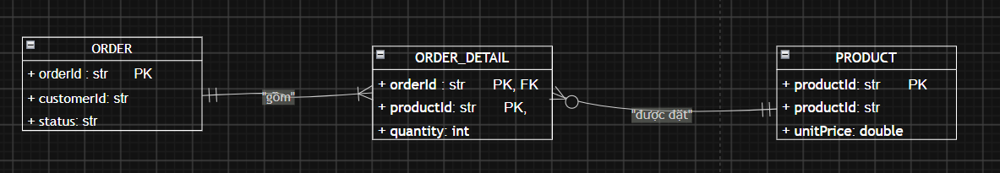 ORDER
+ orderId : str PK
+ customerId: str
+ status: str
"gồm"
ORDER_DETAIL
+ orderId : str PK, FK
+ productId: str PK,
+ quantity: int
"được đặt"
PRODUCT
+ productId: str PK
+ productId: str
+ unitPrice: double